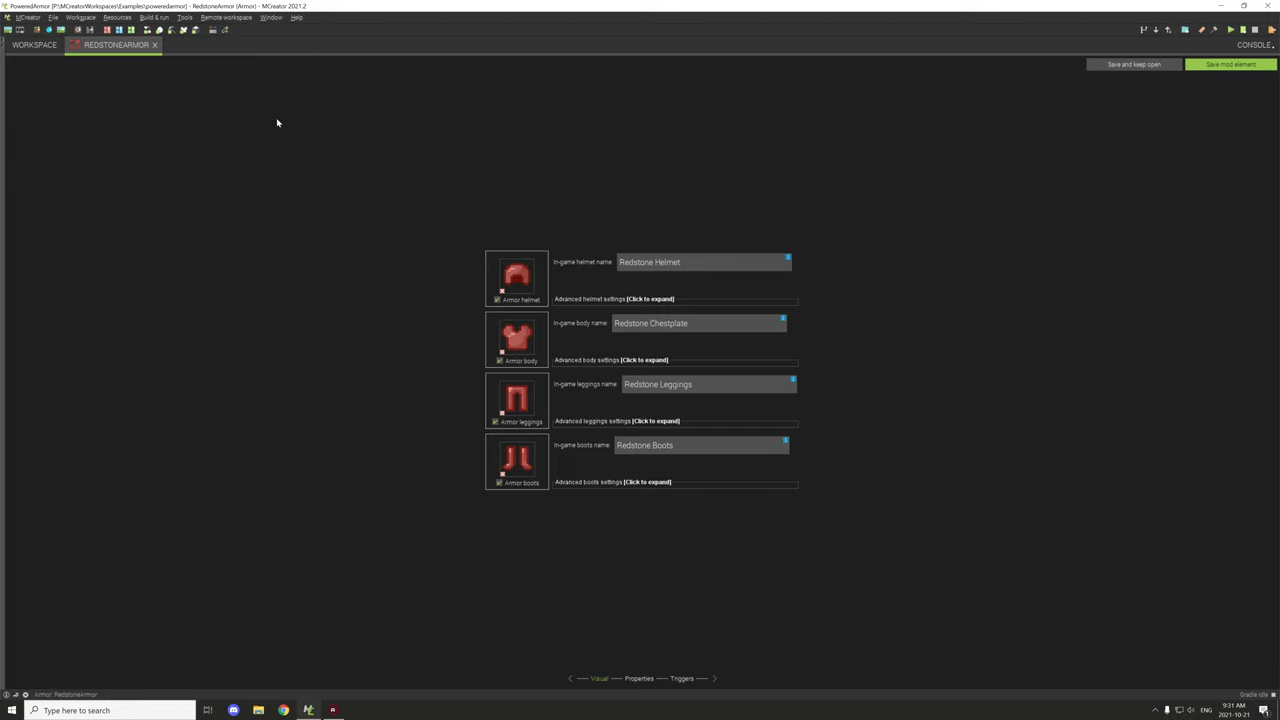 PoweredArmor [P:\MCreatorWorkspaces\Examples\poweredarmor] - RedstoneArmor (Armor) - MCreator 2021.2
MCreator File Workspace Resources Build & run Tools Remote workspace Window Help
WORKSPACE REDSTONEARMOR CONSOLE
Save and keep open Save mod element
In-game helmet name: Redstone Helmet
Armor helmet Advanced helmet settings [Click to expand]
In-game body name: Redstone Chestplate
Armor body Advanced body settings [Click to expand]
In-game leggings name: Redstone Leggings
Armor leggings Advanced leggings settings [Click to expand]
In-game boots name: Redstone Boots
Armor boots Advanced boots settings [Click to expand]
Visual Properties Triggers
Armor: RedstoneArmor Gradle idle
Type here to search ENG 9:31 AM
2021-10-21